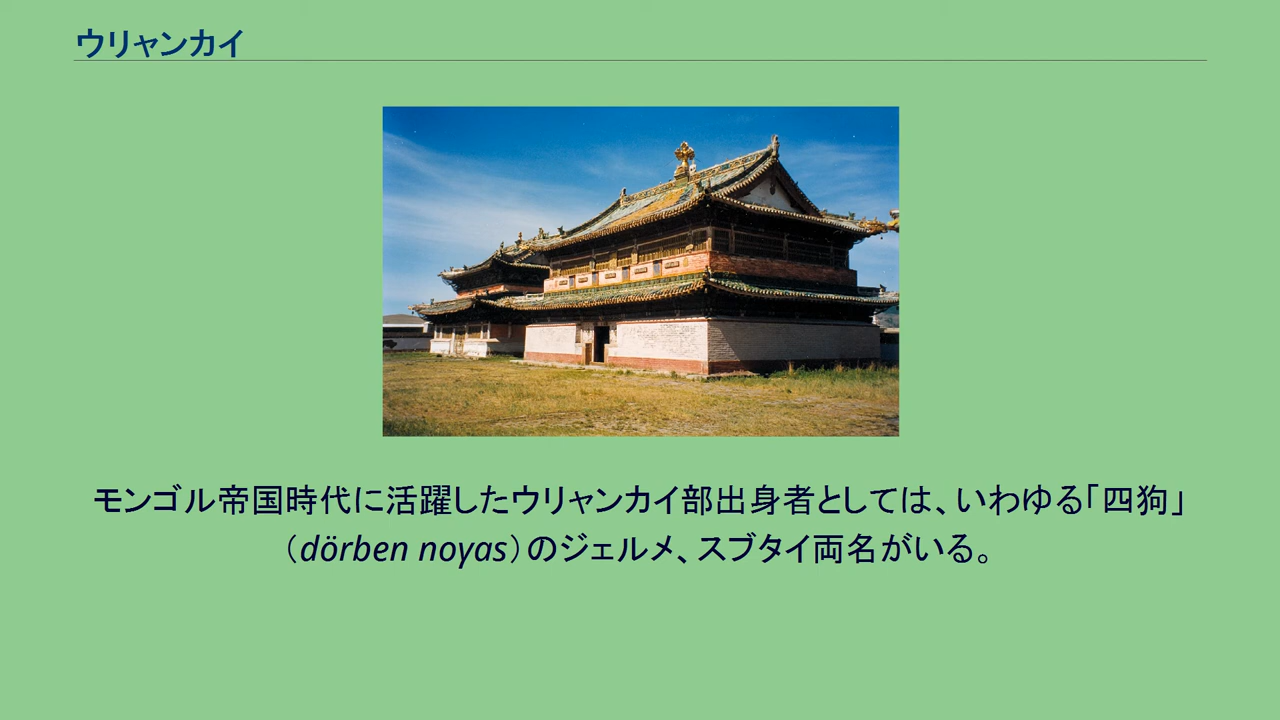 ウリャンカイ
モンゴル帝国時代に活躍したウリャンカイ部出身者としては、いわゆる「四狗」
（dörben noyas）のジェルメ、スブタイ両名がいる。